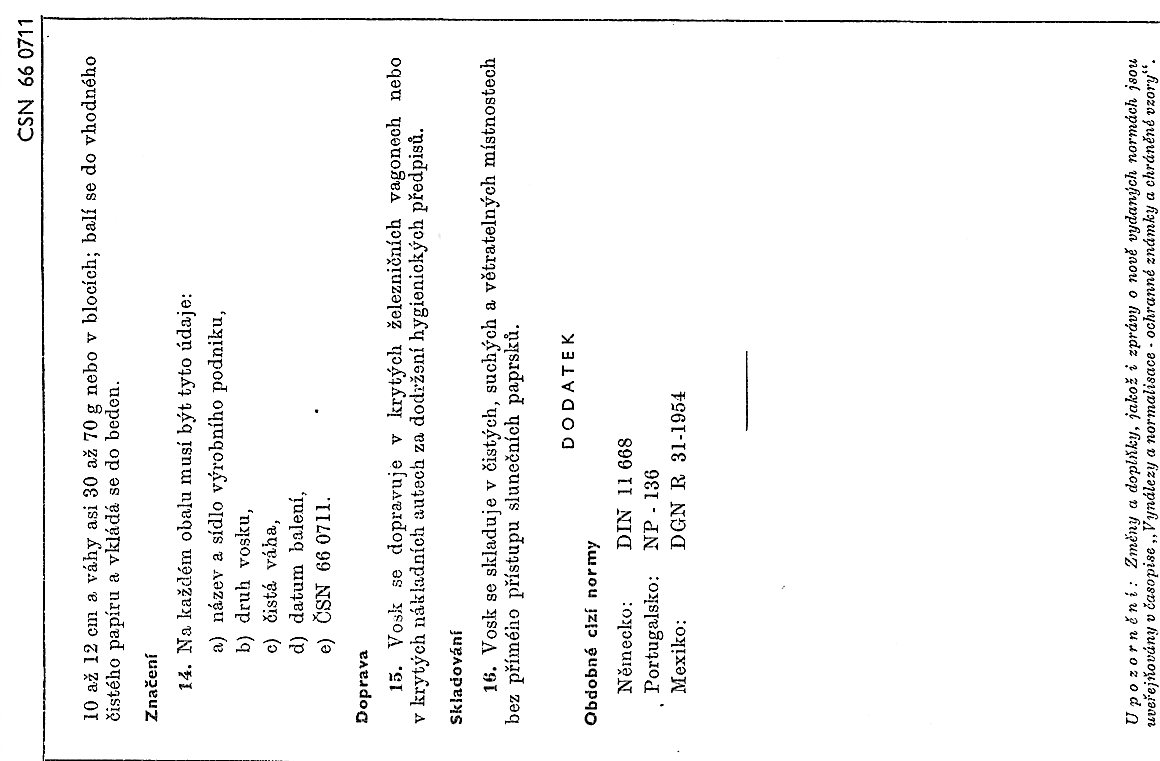 ČSN 66 0711
10 až 12 cm a váhy asi 30 až 70 g nebo v blocích; balí se do vhodného
čistého papíru a vkládá se do beden.
Značení
14. Na každém obalu musí být tyto údaje:
a) název a sídlo výrobního podniku,
b) druh vosku,
c) čistá váha,
d) datum balení,
e) ČSN 66 0711.
Doprava
15. Vosk se dopravuje v krytých železničních vagonech nebo
v krytých nákladních autech za dodržení hygienických předpisů.
Skladování
16. Vosk se skladuje v čistých, suchých a větratelných místnostech
bez přímého přístupu slunečních paprsků.
DODATEK
Obdobné cizí normy
Německo: DIN 11 668
Portugalsko: NP - 136
Mexiko: DGN R 31-1954
Upozornění: Změny a doplňky, jakož i zprávy o nově vydaných normách jsou
uveřejňovány v časopise „Vynálezy a normalisace - ochranné známky a chráněné vzory“.